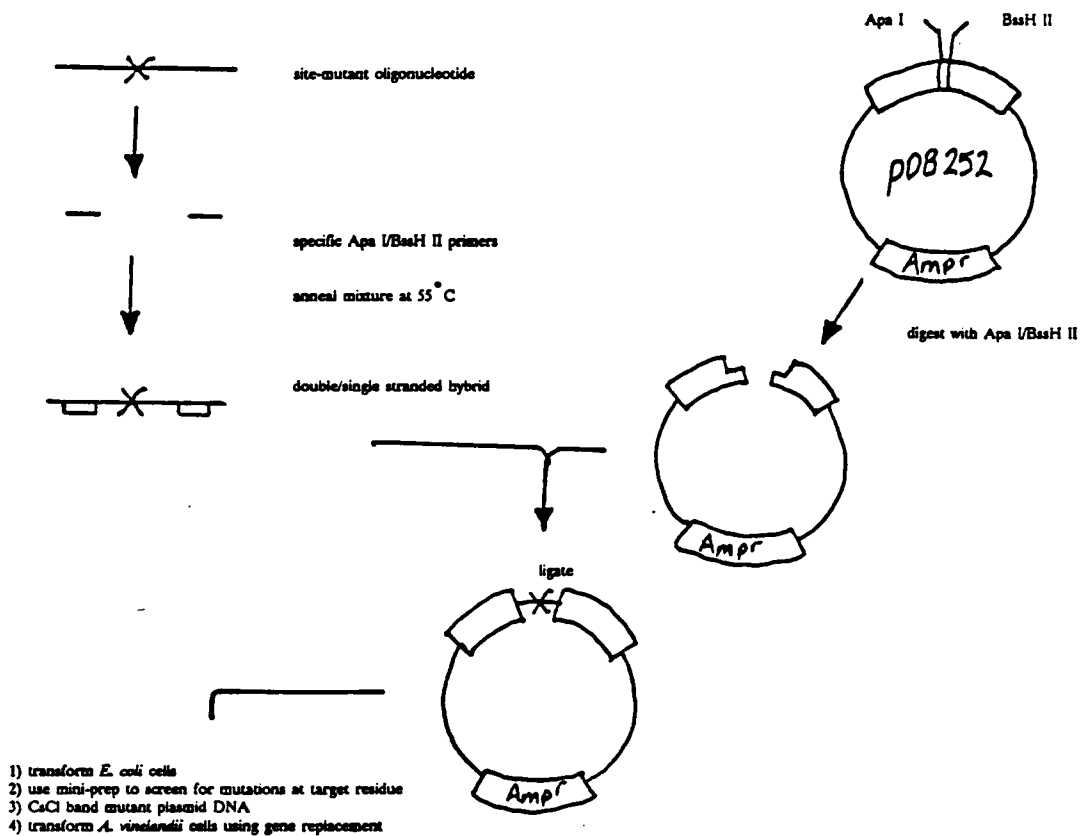 Apa I
BssH II
site-mutant oligonucleotide
pDB252
Ampr
specific Apa I/BssH II primers
anneal mixture at 55°C
digest with Apa I/BssH II
double/single stranded hybrid
Ampr
ligate
Ampr
1) transform E. coli cells
2) use mini-prep to screen for mutations at target residue
3) CsCl band mutant plasmid DNA
4) transform A. vinelandii cells using gene replacement